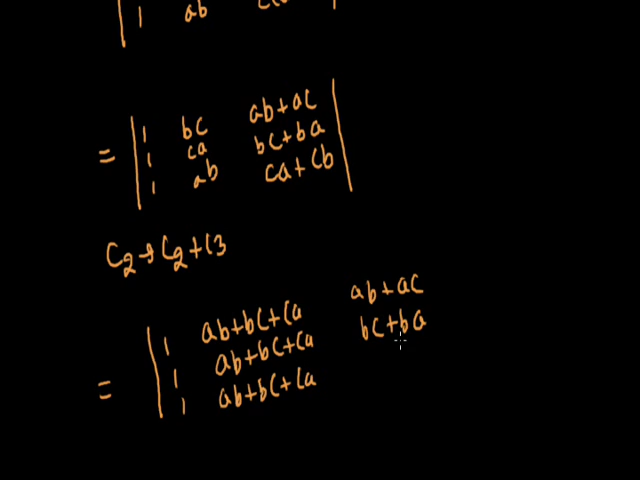 1 ab
= | 1 bc ab+ac |
| 1 ca bc+ba |
| 1 ab ca+cb |
C2→C2+C3
= | 1 ab+bc+ca ab+ac
| 1 ab+bc+ca bc+ba
| 1 ab+bc+ca